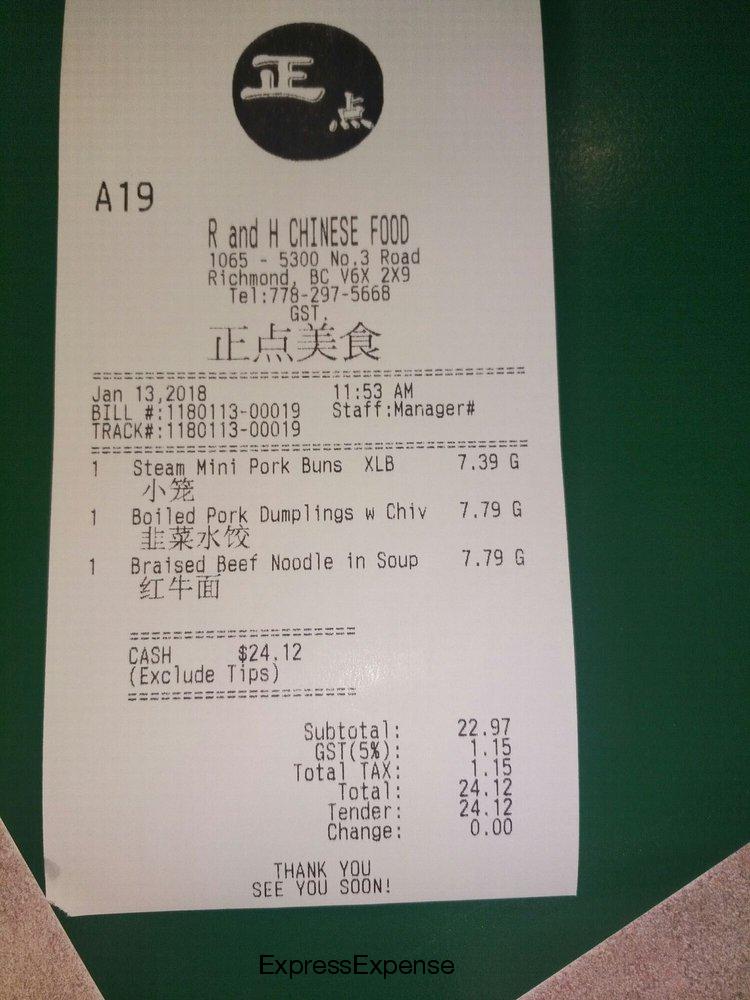 正点
A19
R and H CHINESE FOOD
1065 - 5300 No.3 Road
Richmond, BC V6X 2X9
Tel:778-297-5668
GST.
正点美食
================================================
Jan 13,2018 11:53 AM
BILL #:1180113-00019 Staff:Manager#
TRACK#:1180113-00019
================================================
1 Steam Mini Pork Buns XLB 7.39 G
小笼
1 Boiled Pork Dumplings w Chiv 7.79 G
韭菜水饺
1 Braised Beef Noodle in Soup 7.79 G
红牛面
=========================
CASH $24.12
(Exclude Tips)
=========================
Subtotal: 22.97
GST(5%): 1.15
Total TAX: 1.15
Total: 24.12
Tender: 24.12
Change: 0.00
THANK YOU
SEE YOU SOON!
ExpressExpense